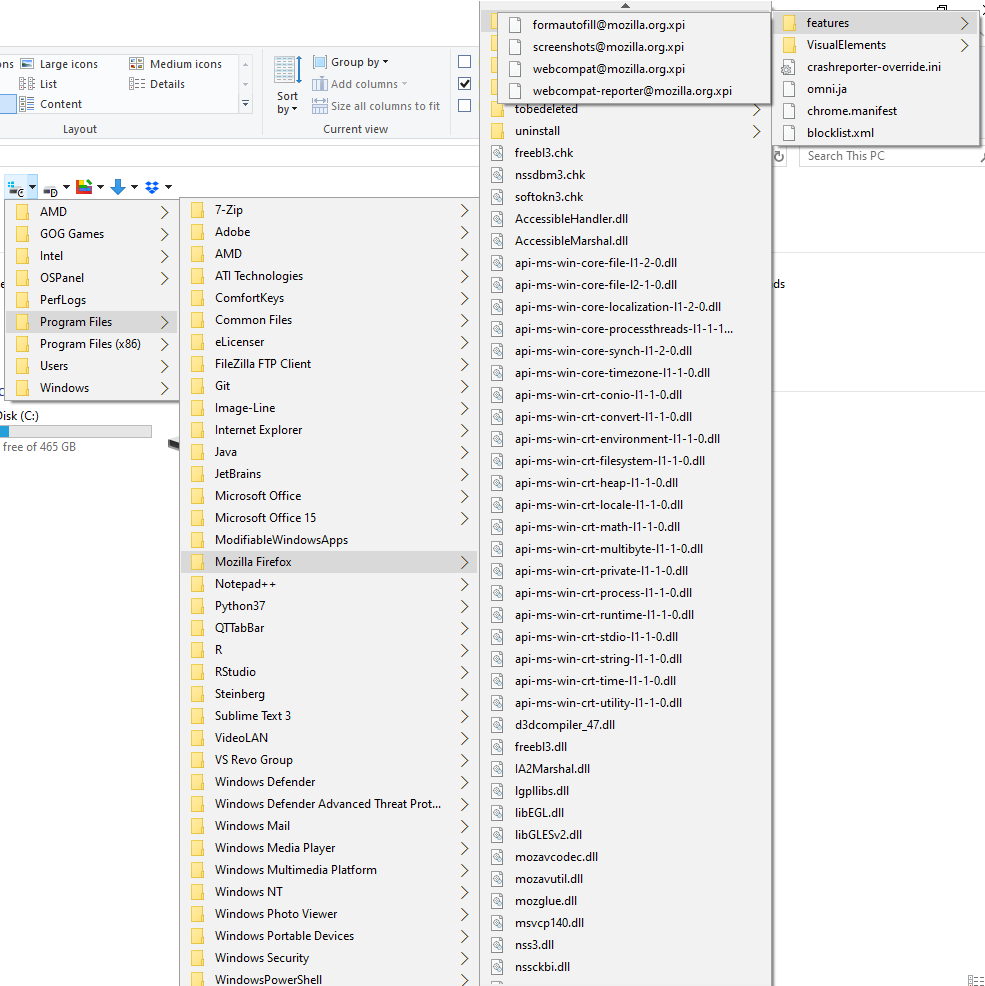 ons
Large icons
Medium icons
List
Details
Content
Layout
Sort
by
Group by
Add columns
Size all columns to fit
Current view
Search This PC
C
D
AMD
GOG Games
Intel
OSPanel
PerfLogs
Program Files
Program Files (x86)
Users
Windows
Disk (C:)
free of 465 GB
ds
7-Zip
Adobe
AMD
ATI Technologies
ComfortKeys
Common Files
eLicenser
FileZilla FTP Client
Git
Image-Line
Internet Explorer
Java
JetBrains
Microsoft Office
Microsoft Office 15
ModifiableWindowsApps
Mozilla Firefox
Notepad++
Python37
QTTabBar
R
RStudio
Steinberg
Sublime Text 3
VideoLAN
VS Revo Group
Windows Defender
Windows Defender Advanced Threat Prot...
Windows Mail
Windows Media Player
Windows Multimedia Platform
Windows NT
Windows Photo Viewer
Windows Portable Devices
Windows Security
WindowsPowerShell
formautofill@mozilla.org.xpi
screenshots@mozilla.org.xpi
webcompat@mozilla.org.xpi
webcompat-reporter@mozilla.org.xpi
tobedeleted
uninstall
freebl3.chk
nssdbm3.chk
softokn3.chk
AccessibleHandler.dll
AccessibleMarshal.dll
api-ms-win-core-file-l1-2-0.dll
api-ms-win-core-file-l2-1-0.dll
api-ms-win-core-localization-l1-2-0.dll
api-ms-win-core-processthreads-l1-1-1...
api-ms-win-core-synch-l1-2-0.dll
api-ms-win-core-timezone-l1-1-0.dll
api-ms-win-crt-conio-l1-1-0.dll
api-ms-win-crt-convert-l1-1-0.dll
api-ms-win-crt-environment-l1-1-0.dll
api-ms-win-crt-filesystem-l1-1-0.dll
api-ms-win-crt-heap-l1-1-0.dll
api-ms-win-crt-locale-l1-1-0.dll
api-ms-win-crt-math-l1-1-0.dll
api-ms-win-crt-multibyte-l1-1-0.dll
api-ms-win-crt-private-l1-1-0.dll
api-ms-win-crt-process-l1-1-0.dll
api-ms-win-crt-runtime-l1-1-0.dll
api-ms-win-crt-stdio-l1-1-0.dll
api-ms-win-crt-string-l1-1-0.dll
api-ms-win-crt-time-l1-1-0.dll
api-ms-win-crt-utility-l1-1-0.dll
d3dcompiler_47.dll
freebl3.dll
IA2Marshal.dll
lgpllibs.dll
libEGL.dll
libGLESv2.dll
mozavcodec.dll
mozavutil.dll
mozglue.dll
msvcp140.dll
nss3.dll
nssckbi.dll
features
VisualElements
crashreporter-override.ini
omni.ja
chrome.manifest
blocklist.xml